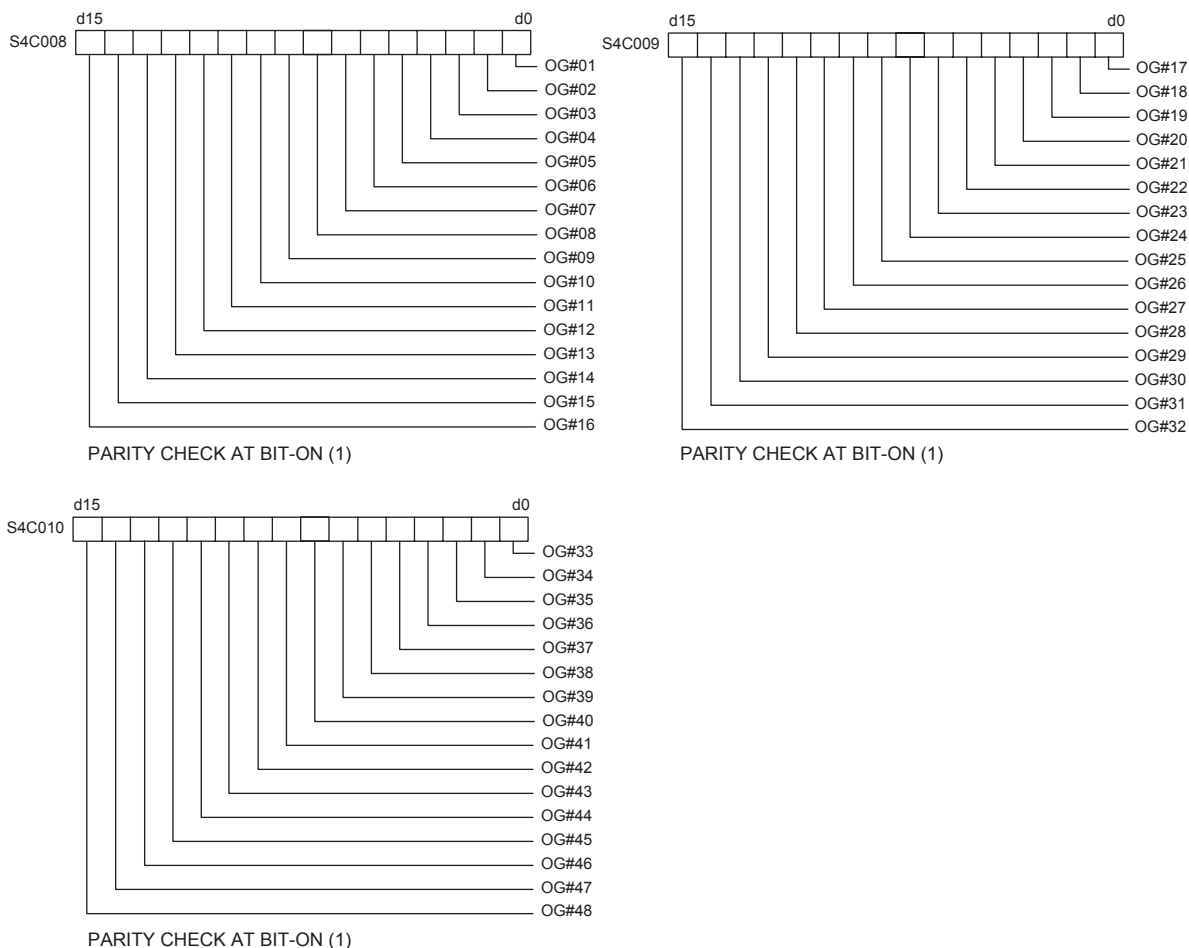 d15 d0
S4C008
OG#01
OG#02
OG#03
OG#04
OG#05
OG#06
OG#07
OG#08
OG#09
OG#10
OG#11
OG#12
OG#13
OG#14
OG#15
OG#16
PARITY CHECK AT BIT-ON (1)
d15 d0
S4C009
OG#17
OG#18
OG#19
OG#20
OG#21
OG#22
OG#23
OG#24
OG#25
OG#26
OG#27
OG#28
OG#29
OG#30
OG#31
OG#32
PARITY CHECK AT BIT-ON (1)
d15 d0
S4C010
OG#33
OG#34
OG#35
OG#36
OG#37
OG#38
OG#39
OG#40
OG#41
OG#42
OG#43
OG#44
OG#45
OG#46
OG#47
OG#48
PARITY CHECK AT BIT-ON (1)